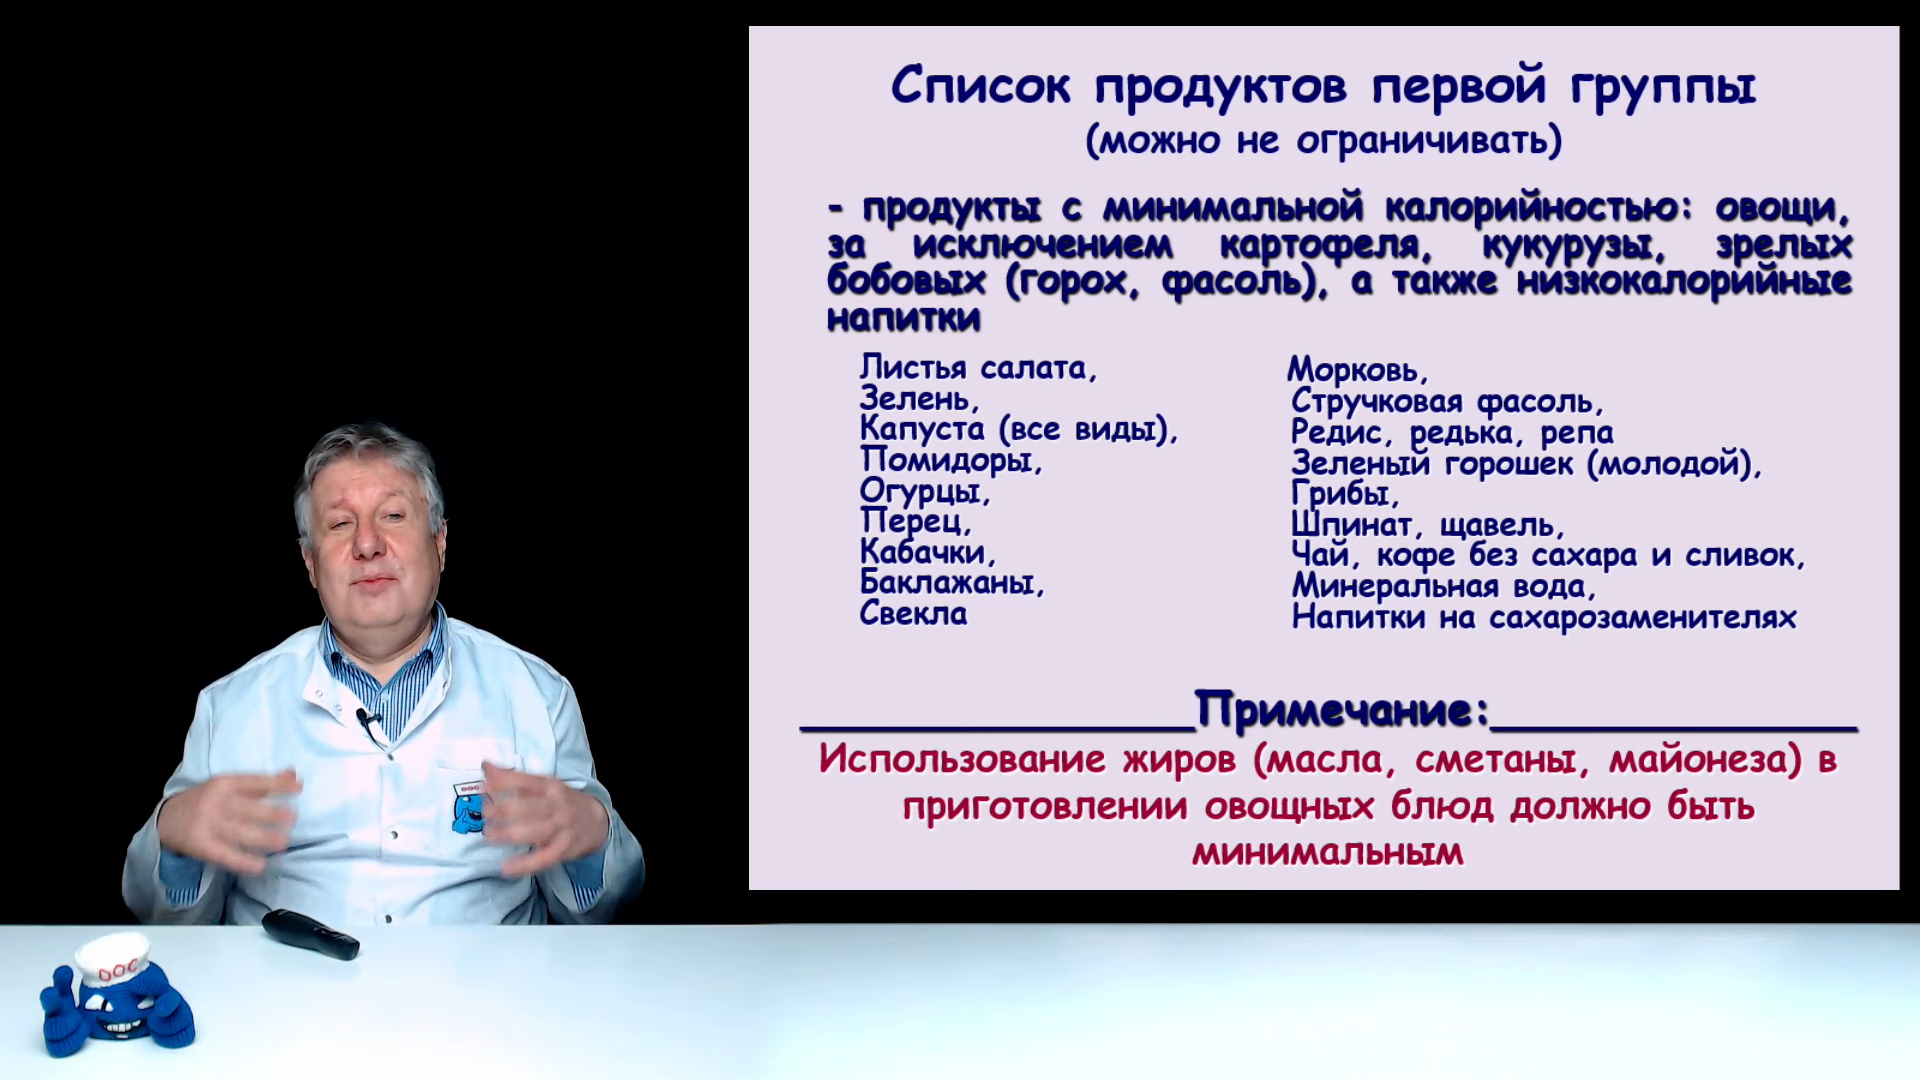 Список продуктов первой группы
(можно не ограничивать)
- продукты с минимальной калорийностью: овощи,
за исключением картофеля, кукурузы, зрелых
бобовых (горох, фасоль), а также низкокалорийные
напитки
Листья салата,
Зелень,
Капуста (все виды),
Помидоры,
Огурцы,
Перец,
Кабачки,
Баклажаны,
Свекла
Морковь,
Стручковая фасоль,
Редис, редька, репа
Зеленый горошек (молодой),
Грибы,
Шпинат, щавель,
Чай, кофе без сахара и сливок,
Минеральная вода,
Напитки на сахарозаменителях
Примечание:
Использование жиров (масла, сметаны, майонеза) в
приготовлении овощных блюд должно быть
минимальным
DOC
DOC